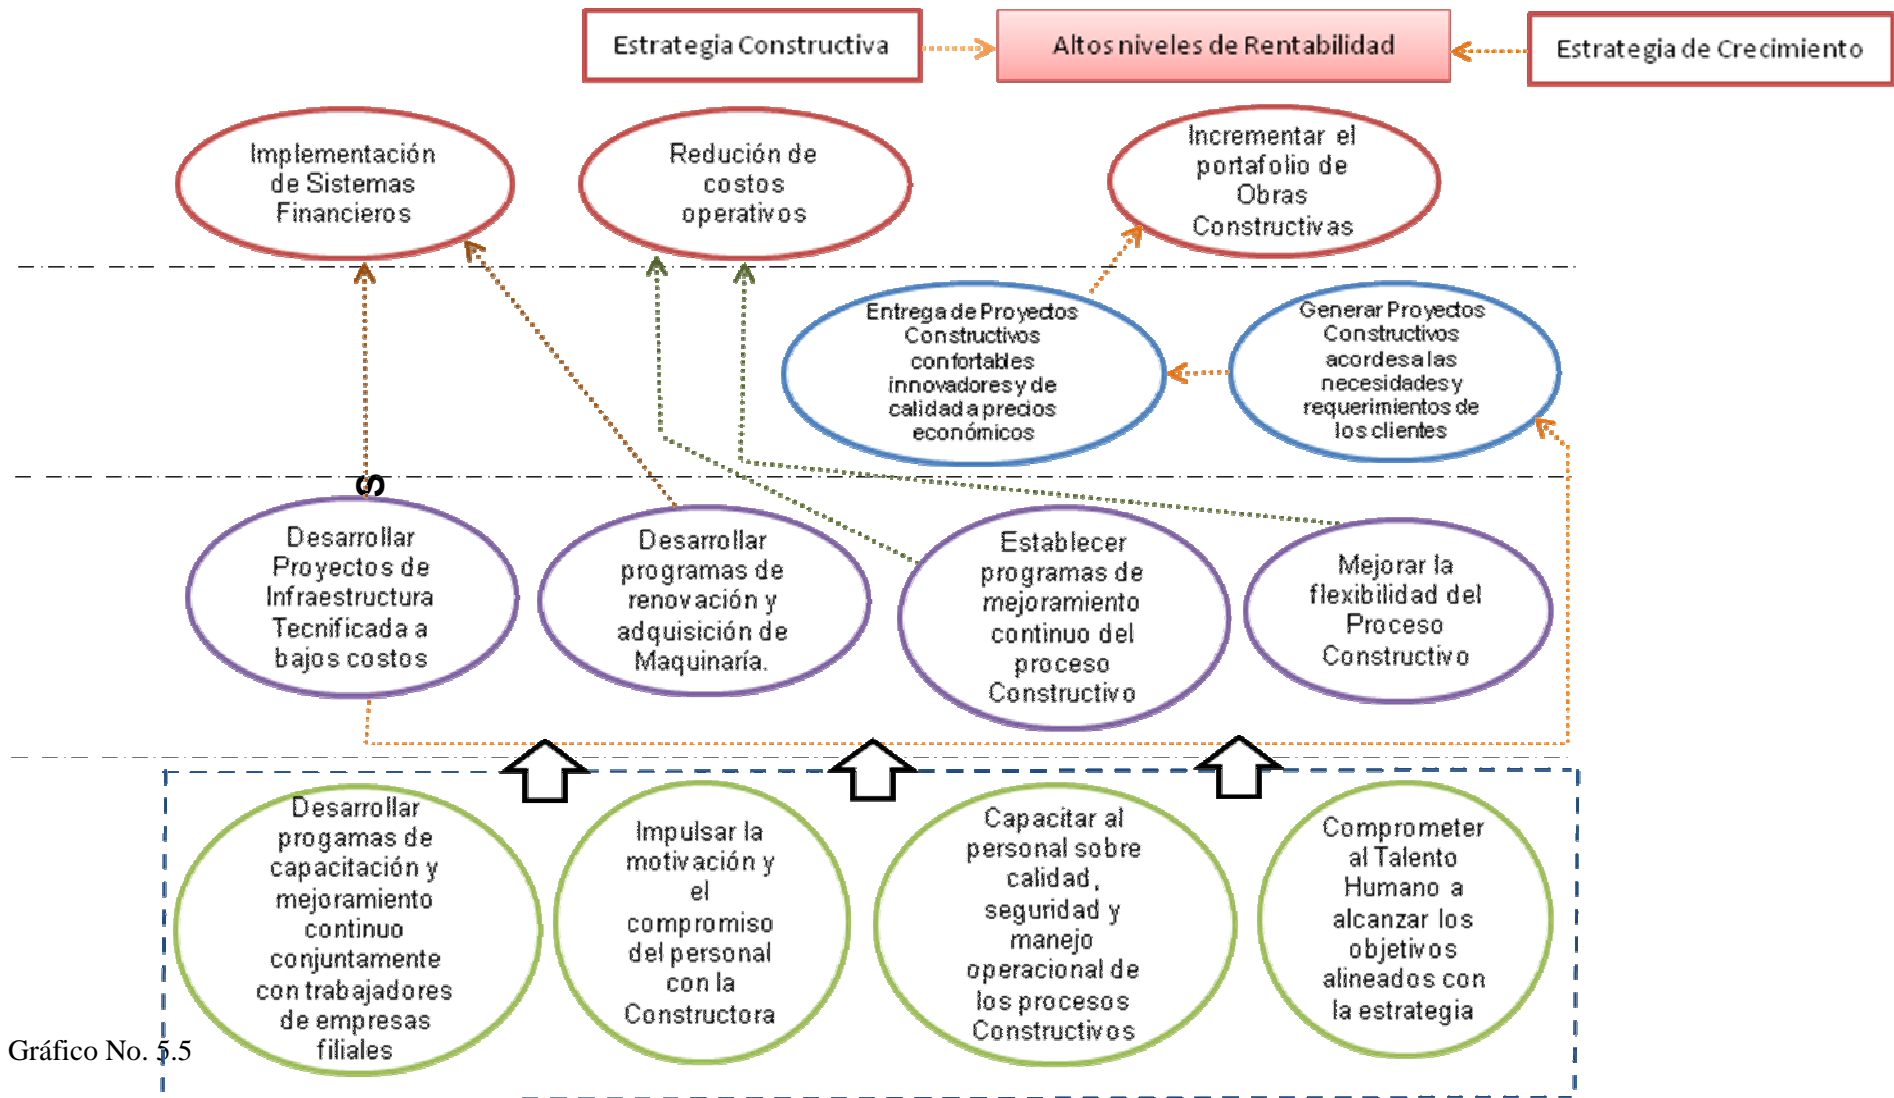 Estrategia Constructiva
Altos niveles de Rentabilidad
Estrategia de Crecimiento
Implementación
de Sistemas
Financieros
Redución de
costos
operativos
Incrementar el
portafolio de
Obras
Constructivas
Entrega de Proyectos
Constructivos
confortables
innovadores y de
calidad a precios
económicos
Generar Proyectos
Constructivos
acordes a las
necesidades y
requerimientos de
los clientes
S
Desarrollar
Proyectos de
Infraestructura
Tecnificada a
bajos costos
Desarrollar
programas de
renovación y
adquisición de
Maquinaría.
Establecer
programas de
mejoramiento
continuo del
proceso
Constructivo
Mejorar la
flexibilidad del
Proceso
Constructivo
Desarrollar
progamas de
capacitación y
mejoramiento
continuo
conjuntamente
con trabajadores
de empresas
filiales
Impulsar la
motivación y
el
compromiso
del personal
con la
Constructora
Capacitar al
personal sobre
calidad,
seguridad y
manejo
operacional de
los procesos
Constructivos
Comprometer
al Talento
Humano a
alcanzar los
objetivos
alineados con
la estrategia
Gráfico No. 5.5